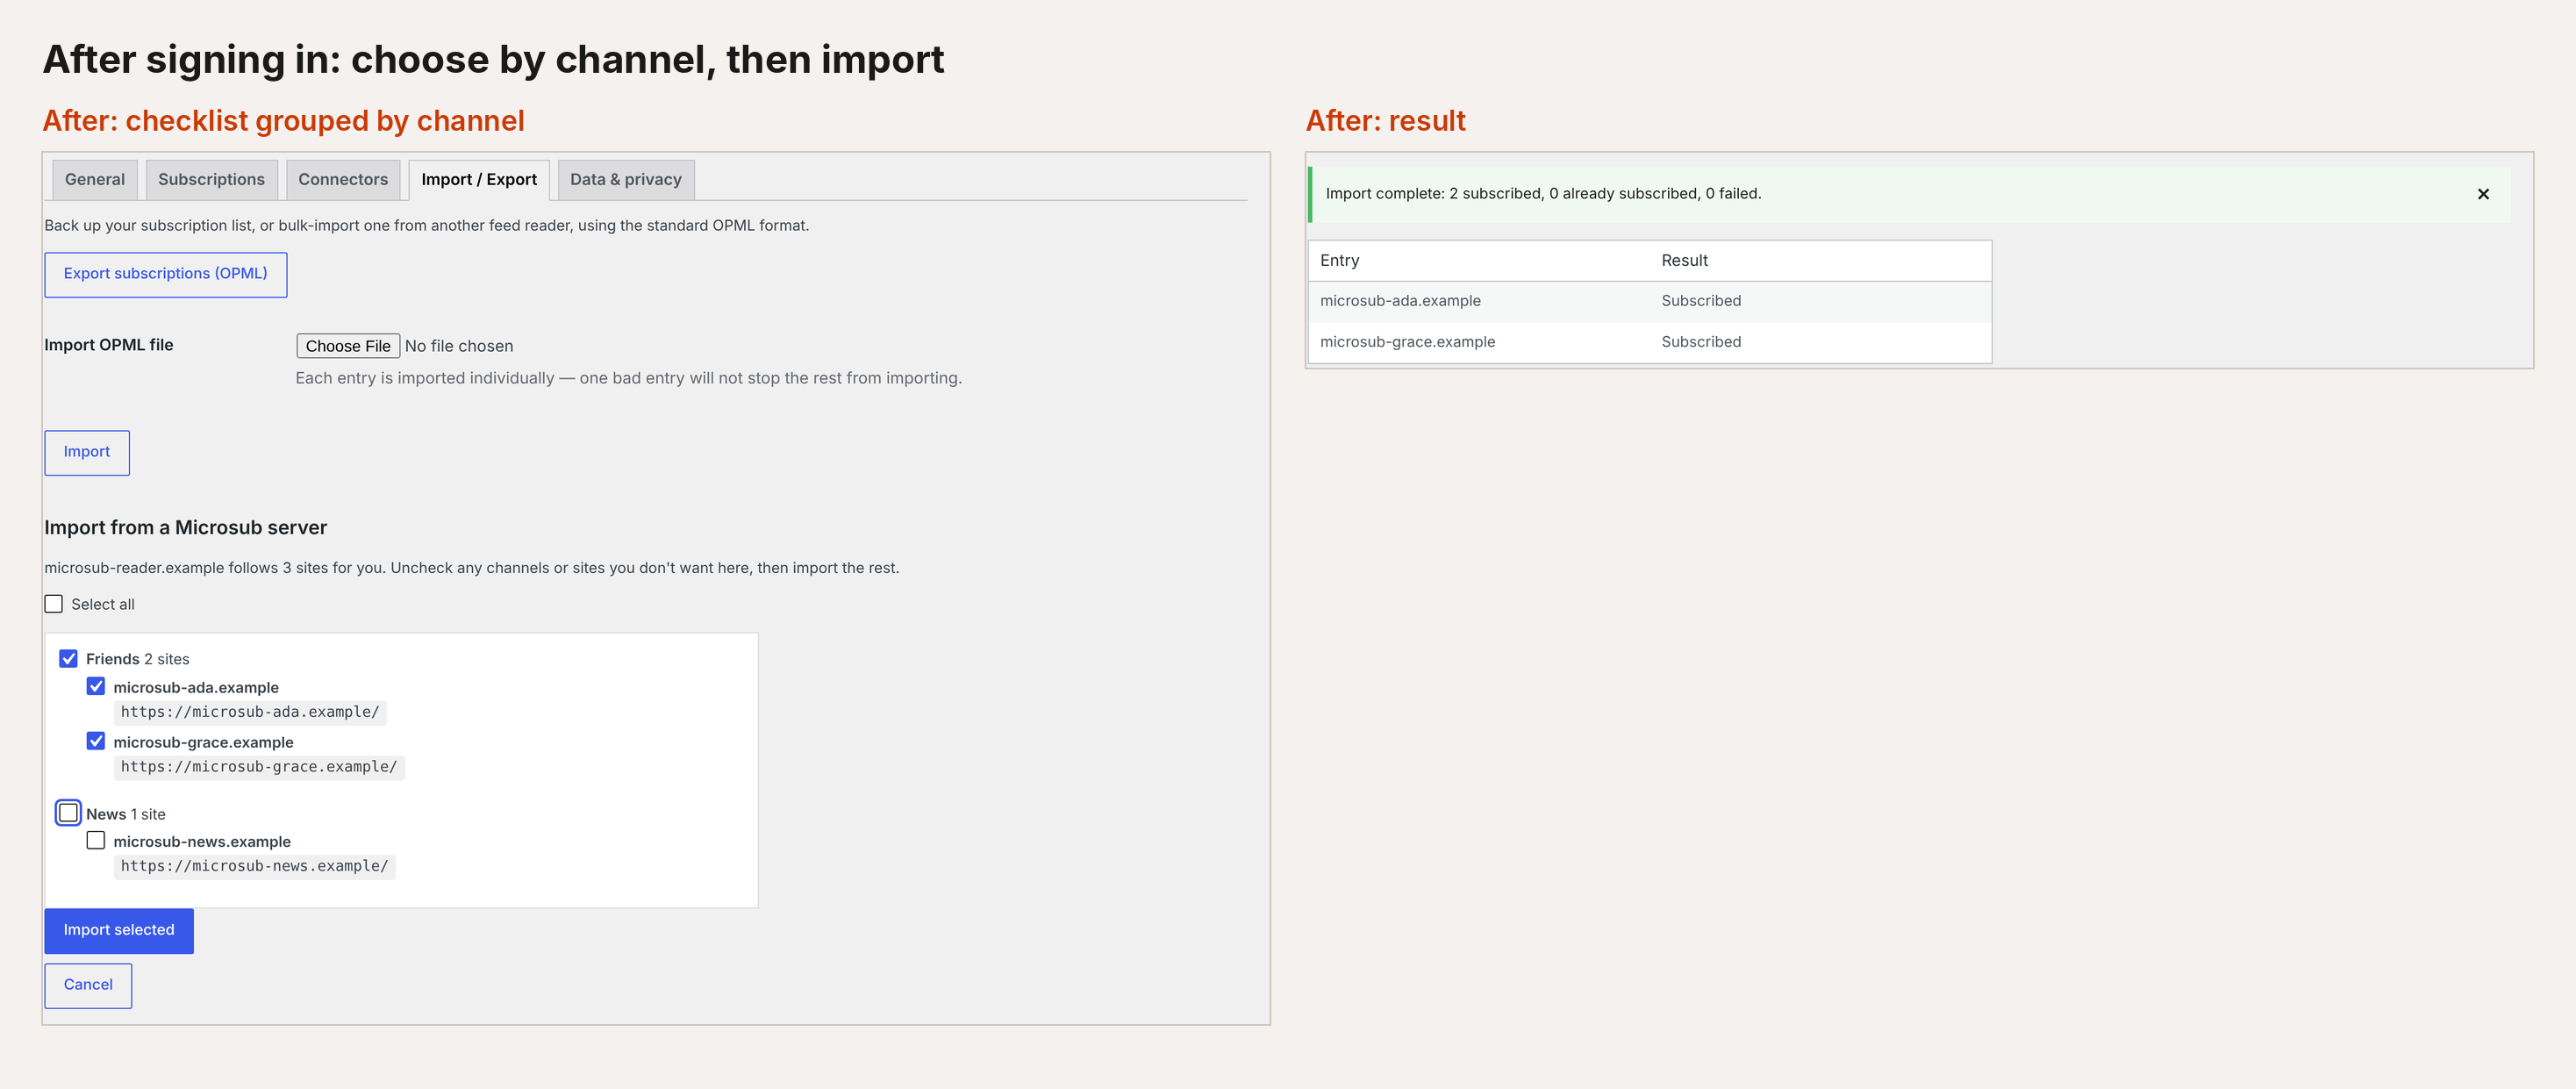 After signing in: choose by channel, then import
After: checklist grouped by channel
General
Subscriptions
Connectors
Import / Export
Data & privacy
Back up your subscription list, or bulk-import one from another feed reader, using the standard OPML format.
Export subscriptions (OPML)
Import OPML file
Choose File No file chosen
Each entry is imported individually — one bad entry will not stop the rest from importing.
Import
Import from a Microsub server
microsub-reader.example follows 3 sites for you. Uncheck any channels or sites you don't want here, then import the rest.
Select all
Friends 2 sites
microsub-ada.example
https://microsub-ada.example/
microsub-grace.example
https://microsub-grace.example/
News 1 site
microsub-news.example
https://microsub-news.example/
Import selected
Cancel
After: result
Import complete: 2 subscribed, 0 already subscribed, 0 failed.
Entry Result
microsub-ada.example Subscribed
microsub-grace.example Subscribed